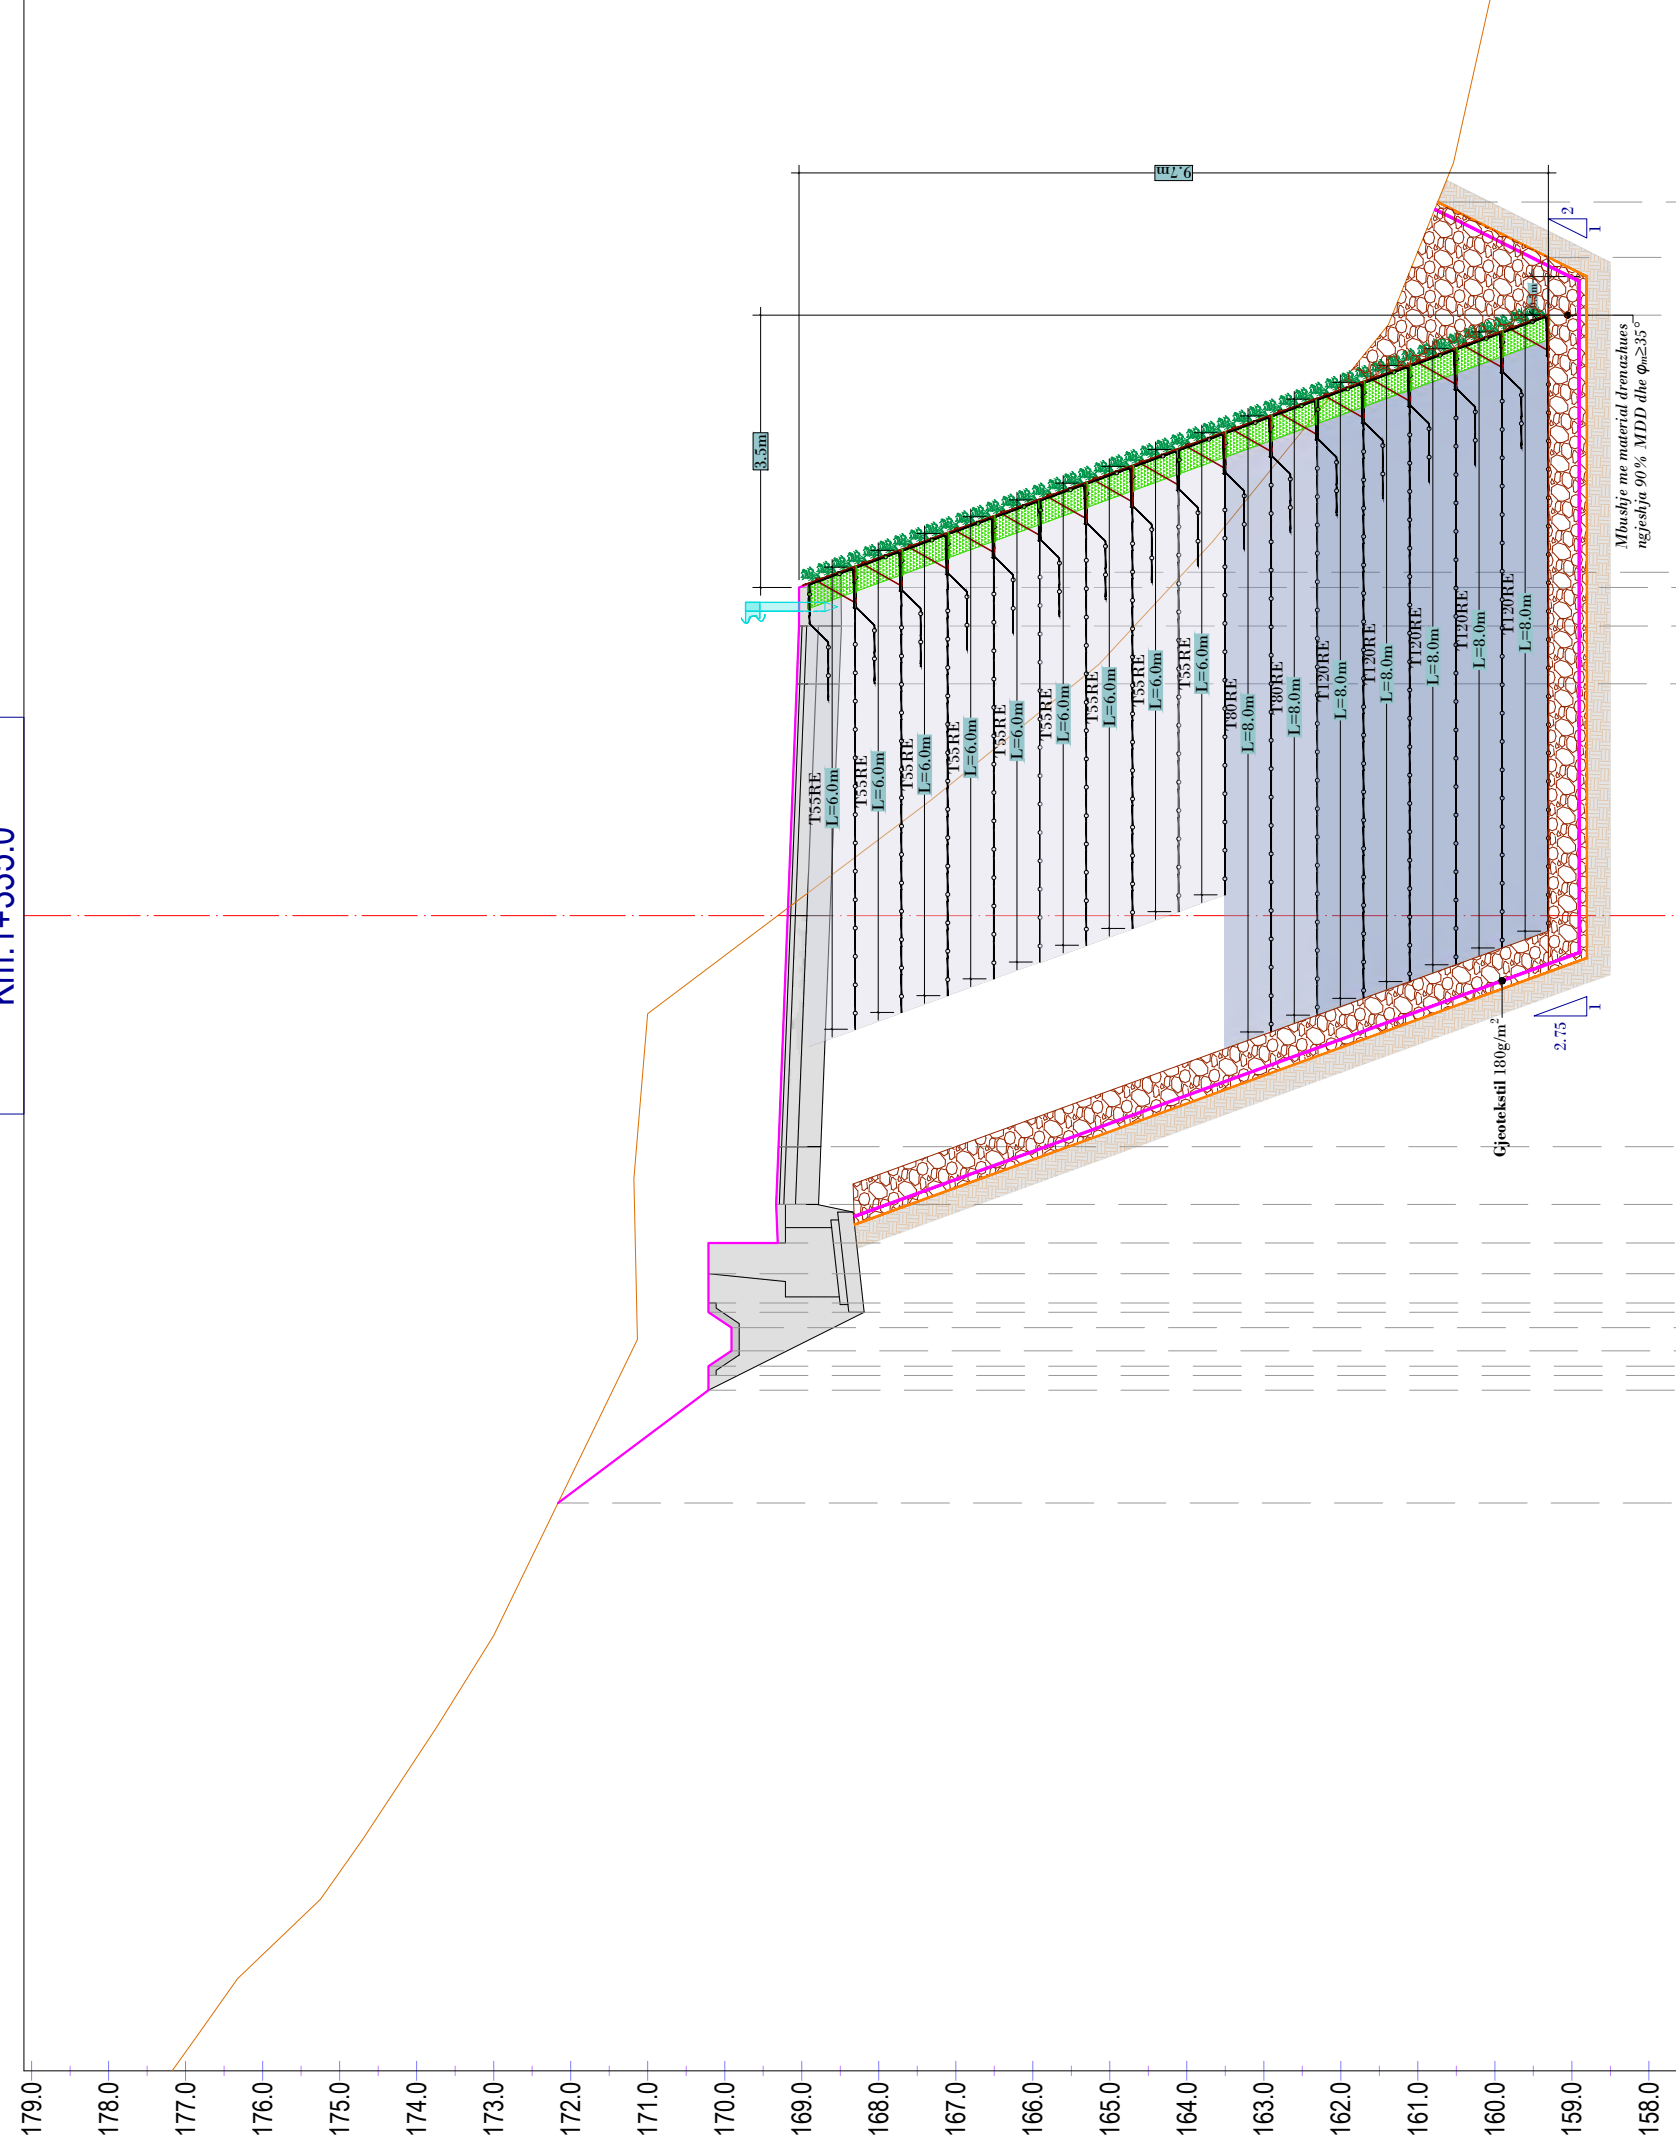 179.0
178.0
177.0
176.0
175.0
174.0
173.0
172.0
171.0
170.0
169.0
168.0
167.0
166.0
165.0
164.0
163.0
162.0
161.0
160.0
159.0
158.0
3.5m
9.7m
T55RE
L=6.0m
T55RE
L=6.0m
T55RE
L=6.0m
T55RE
L=6.0m
T55RE
L=6.0m
T55RE
L=6.0m
T55RE
L=6.0m
T55RE
L=6.0m
T55RE
L=6.0m
T80RE
L=8.0m
T80RE
L=8.0m
T120RE
L=8.0m
T120RE
L=8.0m
T120RE
L=8.0m
T120RE
L=8.0m
T120RE
L=8.0m
Gjeotekstil 180g/m²
2.75
1
2
1
Mbushje me material drenazhues
ngjeshja 90% MDD dhe φm≥35°